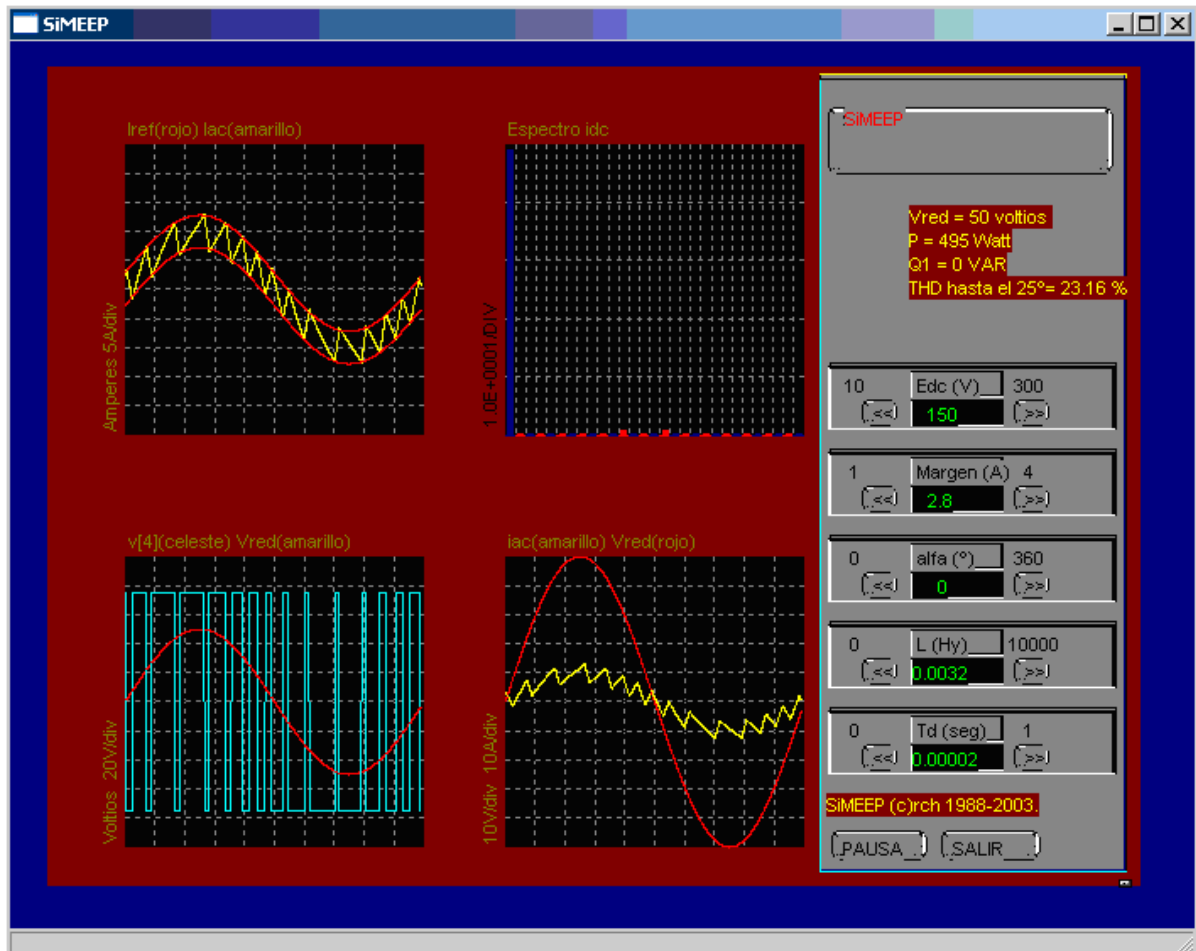 SiMEEP
Iref(rojo) Iac(amarillo)
Amperes 5A/div
Espectro idc
1.0E+0001/DIV
v[4](celeste) Vred(amarillo)
Voltios 20V/div
iac(amarillo) Vred(rojo)
10V/div 10A/div
SiMEEP
Vred = 50 voltios
P = 495 Watt
Q1 = 0 VAR
THD hasta el 25º= 23.16 %
10 Edc (V) 300
<< 150 >>
1 Margen (A) 4
<< 2.8 >>
0 alfa (º) 360
<< 0 >>
0 L (Hy) 10000
<< 0.0032 >>
0 Td (seg) 1
<< 0.00002 >>
SiMEEP (c)rch 1988-2003.
PAUSA SALIR